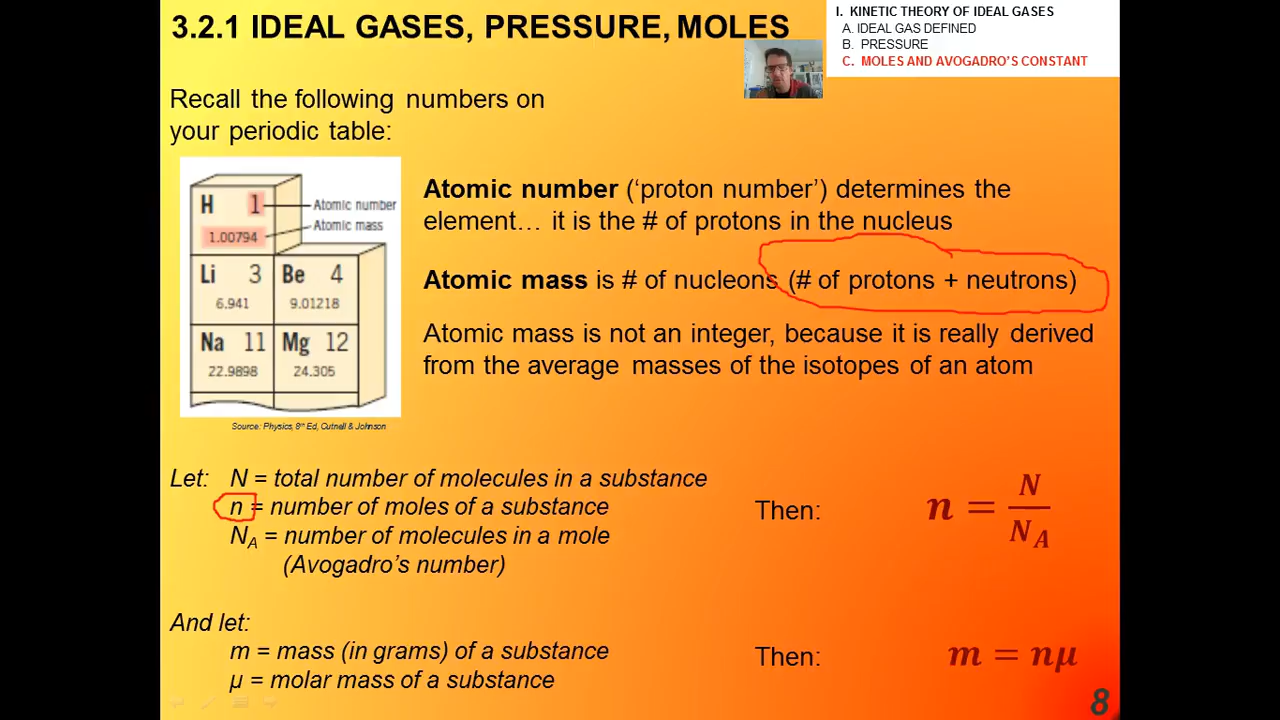 3.2.1 IDEAL GASES, PRESSURE, MOLES
I. KINETIC THEORY OF IDEAL GASES
A. IDEAL GAS DEFINED
B. PRESSURE
C. MOLES AND AVOGADRO'S CONSTANT
Recall the following numbers on
your periodic table:
H 1
Atomic number
Atomic mass
1.00794
Li 3 Be 4
6.941 9.01218
Na 11 Mg 12
22.9898 24.305
Source: Physics, 8th Ed, Cutnell & Johnson
Atomic number ('proton number') determines the
element… it is the # of protons in the nucleus
Atomic mass is # of nucleons (# of protons + neutrons)
Atomic mass is not an integer, because it is really derived
from the average masses of the isotopes of an atom
Let: N = total number of molecules in a substance
n = number of moles of a substance
N_A = number of molecules in a mole
(Avogadro's number)
Then: n = N/N_A
And let:
m = mass (in grams) of a substance
μ = molar mass of a substance
Then: m = nμ
8